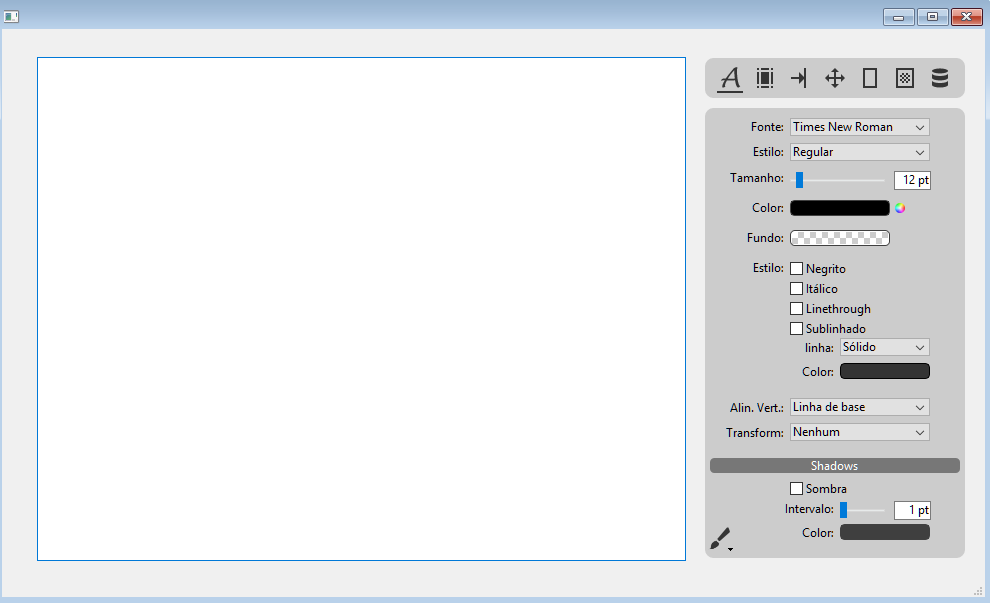 A
Fonte: Times New Roman
Estilo: Regular
Tamanho: 12 pt
Color:
Fundo:
Estilo: Negrito
Itálico
Linethrough
Sublinhado
linha: Sólido
Color:
Alin. Vert.: Linha de base
Transform: Nenhum
Shadows
Sombra
Intervalo: 1 pt
Color: